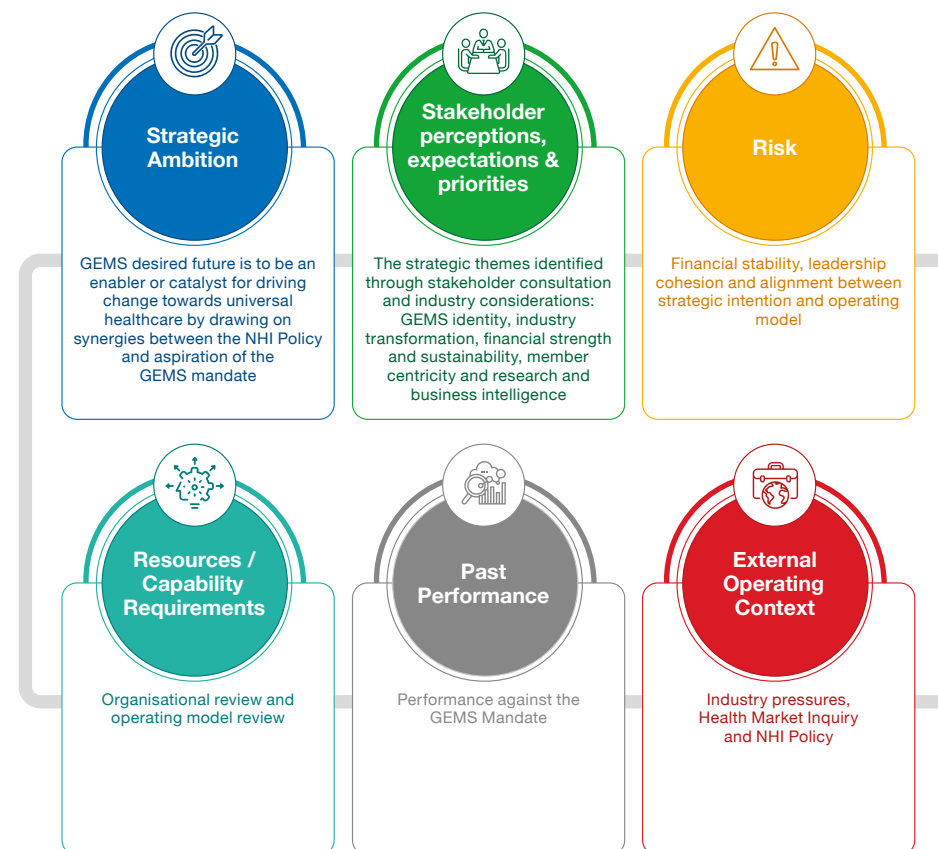 Strategic
Ambition
GEMS desired future is to be an
enabler or catalyst for driving
change towards universal
healthcare by drawing on
synergies between the NHI Policy
and aspiration of the
GEMS mandate
Stakeholder
perceptions,
expectations &
priorities
The strategic themes identified
through stakeholder consultation
and industry considerations:
GEMS identity, industry
transformation, financial strength
and sustainability, member
centricity and research and
business intelligence
Risk
Financial stability, leadership
cohesion and alignment between
strategic intention and operating
model
Resources /
Capability
Requirements
Organisational review and
operating model review
Past
Performance
Performance against the
GEMS Mandate
External
Operating
Context
Industry pressures,
Health Market Inquiry
and NHI Policy